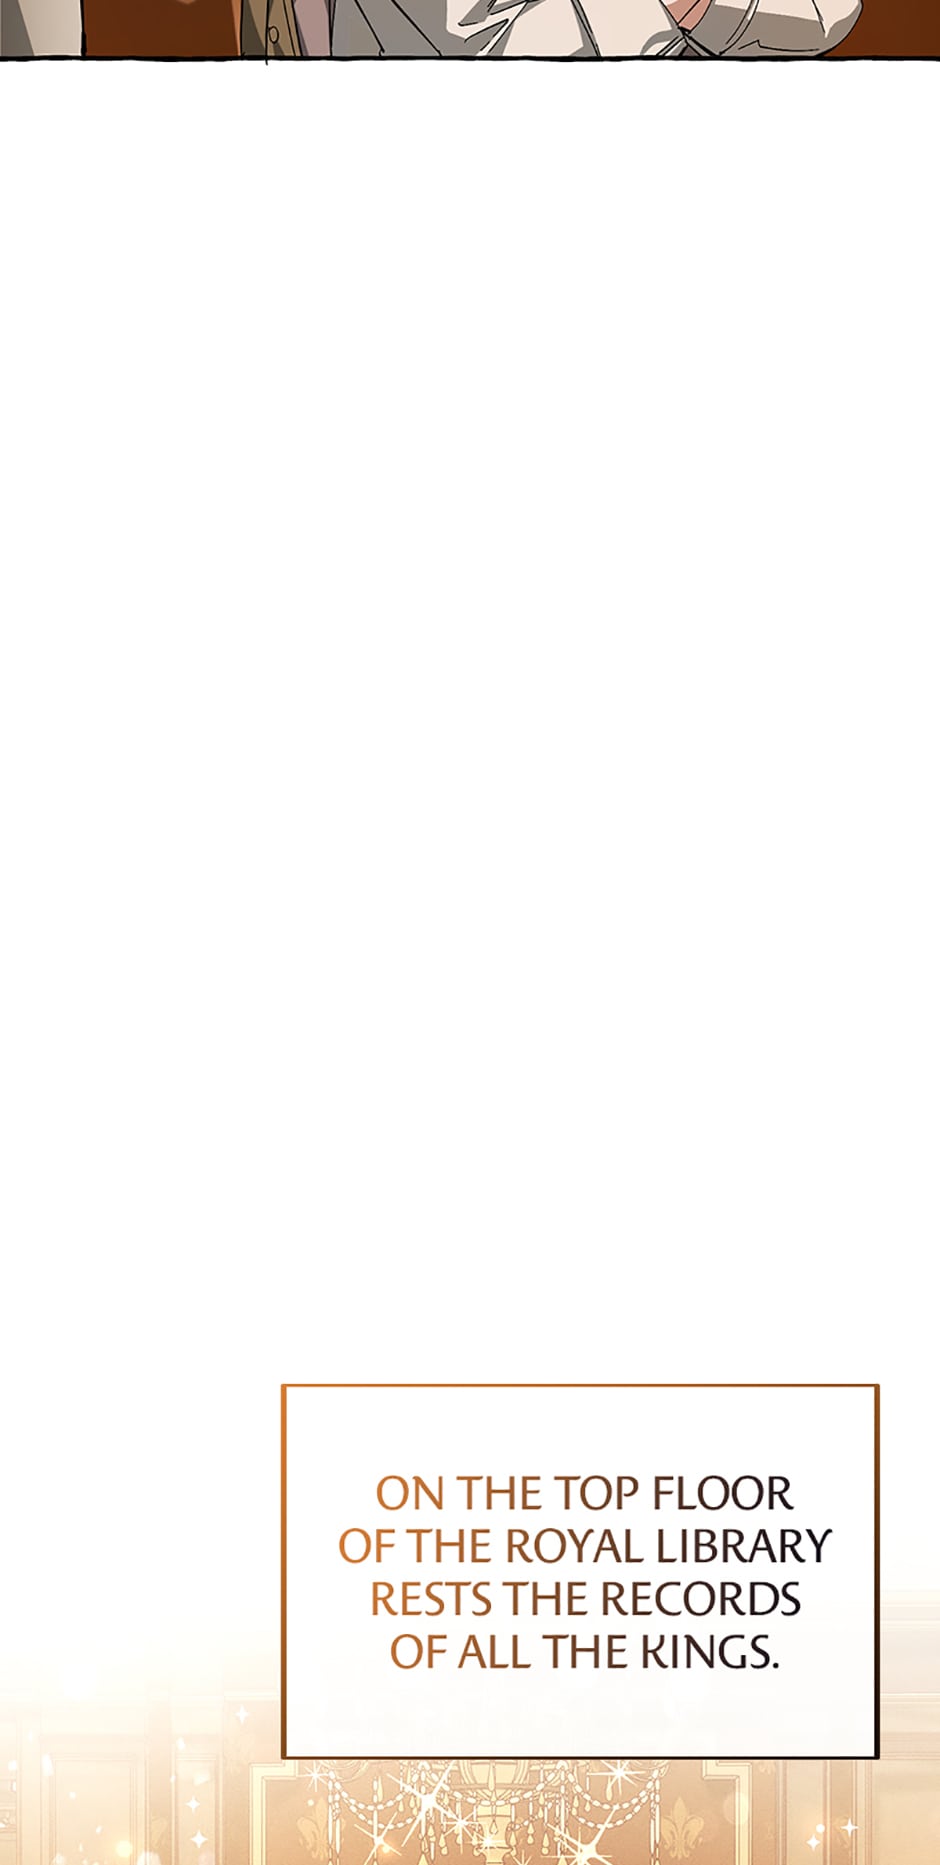 ON THE TOP FLOOR
OF THE ROYAL LIBRARY
RESTS THE RECORDS
OF ALL THE KINGS.